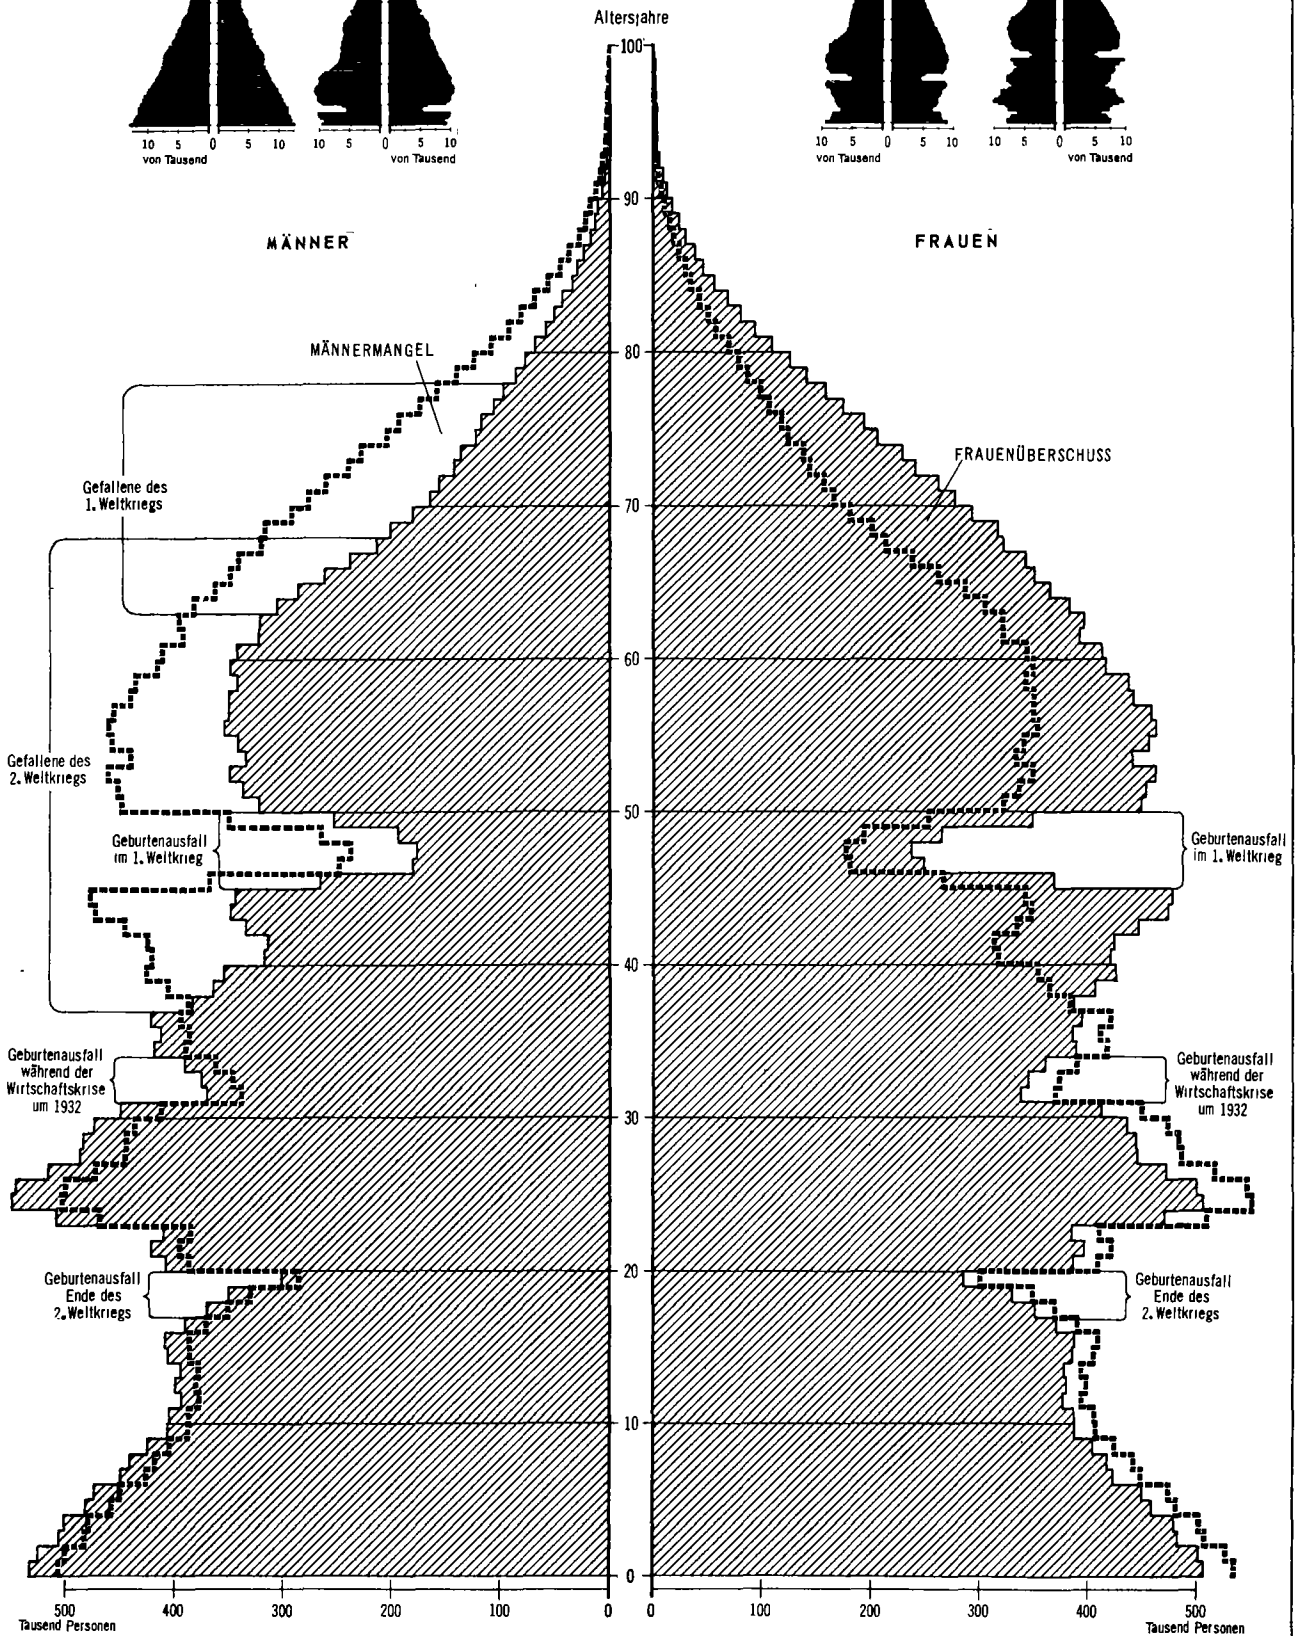 Altersjahre
10 5 0 5 10
von Tausend
10 5 0 5 10
von Tausend
10 5 0 5 10
von Tausend
10 5 0 5 10
von Tausend
100
90
MÄNNER
FRAUEN
MÄNNERMANGEL
80
FRAUENÜBERSCHUSS
Gefallene des
1. Weltkriegs
70
60
Gefallene des
2. Weltkriegs
50
Geburtenausfall
im 1. Weltkrieg
Geburtenausfall
im 1. Weltkrieg
40
Geburtenausfall
während der
Wirtschaftskrise
um 1932
Geburtenausfall
während der
Wirtschaftskrise
um 1932
30
20
Geburtenausfall
Ende des
2. Weltkriegs
Geburtenausfall
Ende des
2. Weltkriegs
10
0
500 400 300 200 100 0
Tausend Personen
0 100 200 300 400 500
Tausend Personen